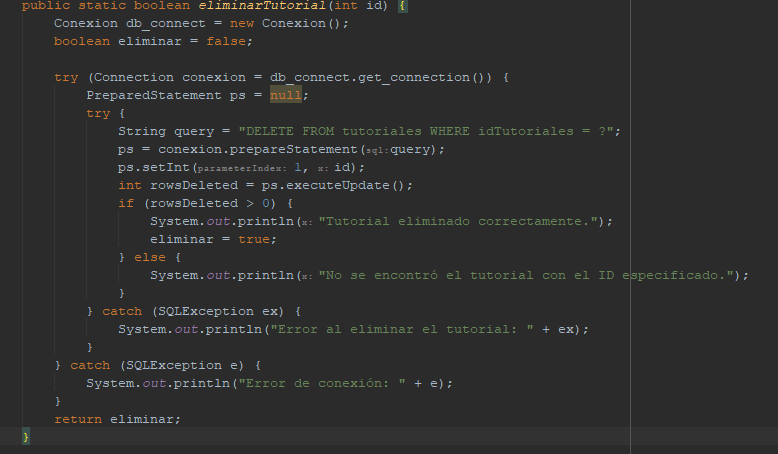 public static boolean eliminarTutorial(int id) {
Conexion db_connect = new Conexion();
boolean eliminar = false;
try (Connection conexion = db_connect.get_connection()) {
PreparedStatement ps = null;
try {
String query = "DELETE FROM tutoriales WHERE idTutoriales = ?";
ps = conexion.prepareStatement(sql:query);
ps.setInt(parameterIndex: 1, x: id);
int rowsDeleted = ps.executeUpdate();
if (rowsDeleted > 0) {
System.out.println(x: "Tutorial eliminado correctamente.");
eliminar = true;
} else {
System.out.println(x: "No se encontró el tutorial con el ID especificado.");
}
} catch (SQLException ex) {
System.out.println("Error al eliminar el tutorial: " + ex);
}
} catch (SQLException e) {
System.out.println("Error de conexión: " + e);
}
return eliminar;
}